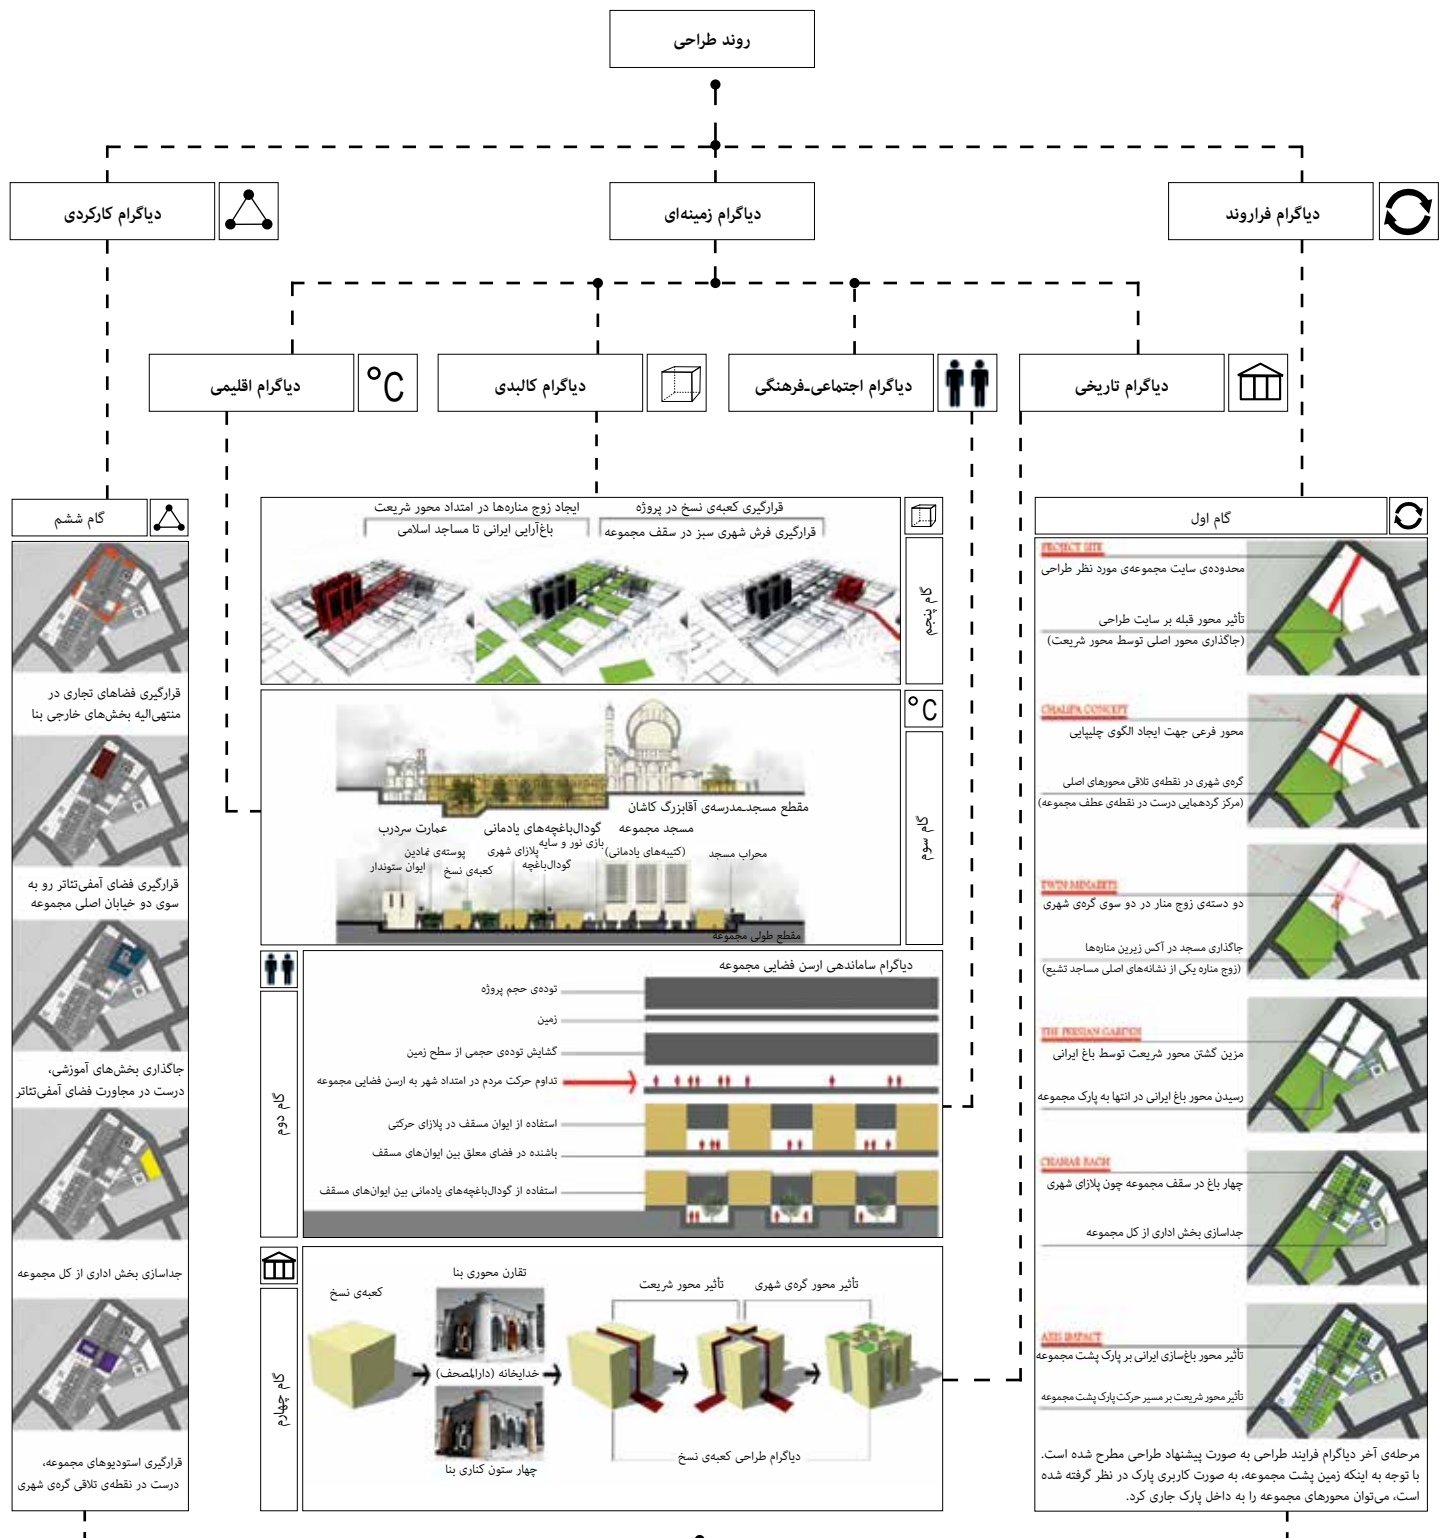 روند طراحی
دیاگرام فراروند
دیاگرام زمینه‌ای
دیاگرام کارکردی
دیاگرام تاریخی
دیاگرام اجتماعی-فرهنگی
دیاگرام کالبدی
دیاگرام اقلیمی
°C
گام اول
PROJECT SITE
محدوده‌ی سایت مجموعه‌ی مورد نظر طراحی
تأثیر محور قبله بر سایت طراحی
(جاگذاری محور اصلی توسط محور شریعت)
CHALIPA CONCEPT
محور فرعی جهت ایجاد الگوی چلیپایی
گره‌ی شهری در نقطه‌ی تلاقی محورهای اصلی
(مرکز گردهمایی درست در نقطه‌ی عطف مجموعه)
TWIN MINARETS
دو دسته‌ی زوج منار در دو سوی گره‌ی شهری
جاگذاری مسجد در آکس زیرین مناره‌ها
(زوج مناره یکی از نشانه‌های اصلی مساجد تشیع)
THE PERSIAN GARDEN
مزین گشتن محور شریعت توسط باغ ایرانی
رسیدن محور باغ ایرانی در انتها به پارک مجموعه
CHAHAR BAGH
چهار باغ در سقف مجموعه چون پلازای شهری
جداسازی بخش اداری از کل مجموعه
AXIS IMPACT
تأثیر محور باغ‌سازی ایرانی بر پارک پشت مجموعه
تأثیر محور شریعت بر مسیر حرکت پارک پشت مجموعه
مرحله‌ی آخر دیاگرام فرایند طراحی به صورت پیشنهاد طراحی مطرح شده است.
با توجه به اینکه زمین پشت مجموعه، به صورت کاربری پارک در نظر گرفته شده
است، می‌توان محورهای مجموعه را به داخل پارک جاری کرد.
گام پنجم
قرارگیری کعبه‌ی نسخ در پروژه
ایجاد زوج مناره‌ها در امتداد محور شریعت
قرارگیری فرش شهری سبز در سقف مجموعه
باغ‌آرایی ایرانی تا مساجد اسلامی
°C
گام سوم
مقطع مسجد-مدرسه‌ی آقابزرگ کاشان
مسجد مجموعه
گودال‌باغچه‌های یادمانی
عمارت سردرب
محراب مسجد
(کتیبه‌های یادمانی)
بازی نور و سایه
گودال‌باغچه
پلازای شهری
کعبه‌ی نسخ
پوسته‌ی نمادین
ایوان ستوندار
مقطع طولی مجموعه
گام دوم
دیاگرام ساماندهی ارسن فضایی مجموعه
توده‌ی حجم پروژه
زمین
گشایش توده‌ی حجمی از سطح زمین
تداوم حرکت مردم در امتداد شهر به ارسن فضایی مجموعه
استفاده از ایوان مسقف در پلازای حرکتی
باشنده در فضای معلق بین ایوان‌های مسقف
استفاده از گودال‌باغچه‌های یادمانی بین ایوان‌های مسقف
گام چهارم
کعبه‌ی نسخ
تقارن محوری بنا
خدایخانه (دارالمصحف)
چهار ستون کناری بنا
تأثیر محور شریعت
تأثیر محور گره‌ی شهری
دیاگرام طراحی کعبه‌ی نسخ
گام ششم
قرارگیری فضاهای تجاری در
منتهی‌الیه بخش‌های خارجی بنا
قرارگیری فضای آمفی‌تئاتر رو به
سوی دو خیابان اصلی مجموعه
جاگذاری بخش‌های آموزشی،
درست در مجاورت فضای آمفی‌تئاتر
جداسازی بخش اداری از کل مجموعه
قرارگیری استودیوهای مجموعه،
درست در نقطه‌ی تلاقی گره‌ی شهری